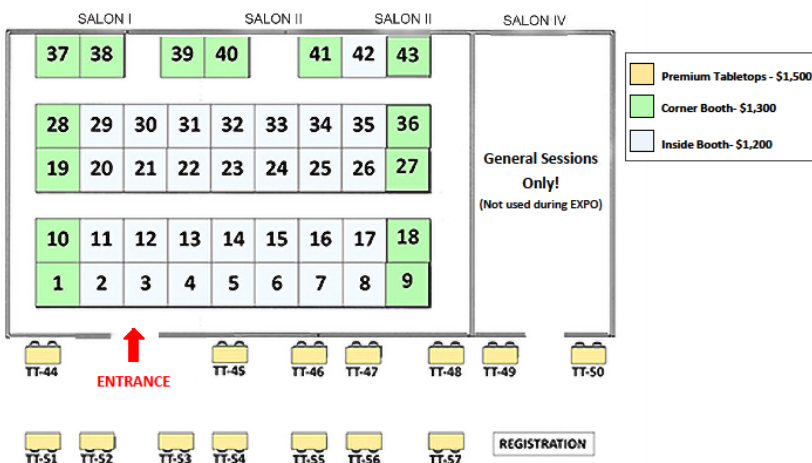 SALON I SALON II SALON II SALON IV
37 38 39 40 41 42 43
Premium Tabletops - $1,500
Corner Booth- $1,300
Inside Booth- $1,200
28 29 30 31 32 33 34 35 36
19 20 21 22 23 24 25 26 27
General Sessions
Only!
(Not used during EXPO)
10 11 12 13 14 15 16 17 18
1 2 3 4 5 6 7 8 9
TT-44 TT-45 TT-46 TT-47 TT-48 TT-49 TT-50
ENTRANCE
TT-51 TT-52 TT-53 TT-54 TT-55 TT-56 TT-57
REGISTRATION